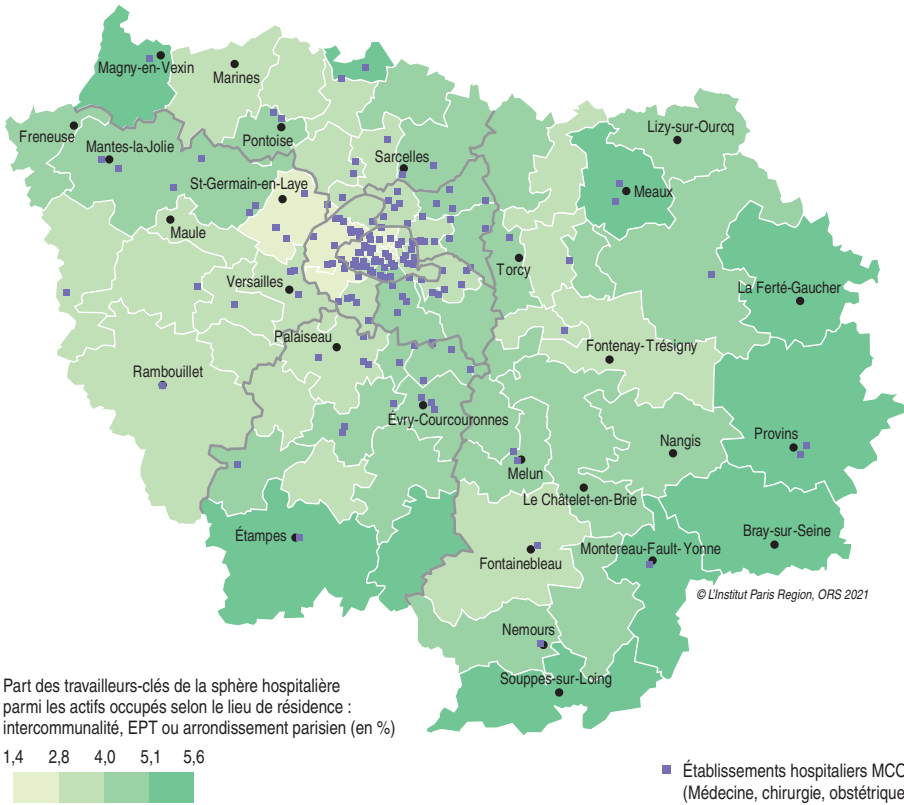 Magny-en-Vexin
Marines
Freneuse
Mantes-la-Jolie
Pontoise
Sarcelles
Lizy-sur-Ourcq
St-Germain-en-Laye
Meaux
Maule
Torcy
La Ferté-Gaucher
Versailles
Palaiseau
Fontenay-Trésigny
Rambouillet
Évry-Courcouronnes
Nangis
Provins
Melun
Le Châtelet-en-Brie
Étampes
Bray-sur-Seine
Fontainebleau
Montereau-Fault-Yonne
© L'Institut Paris Region, ORS 2021
Nemours
Souppes-sur-Loing
Part des travailleurs-clés de la sphère hospitalière
parmi les actifs occupés selon le lieu de résidence :
intercommunalité, EPT ou arrondissement parisien (en %)
1,4 2,8 4,0 5,1 5,6
Établissements hospitaliers MCO
(Médecine, chirurgie, obstétrique